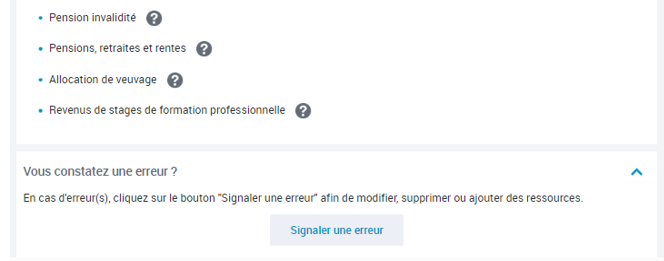 • Pension invalidité ?
• Pensions, retraites et rentes ?
• Allocation de veuvage ?
• Revenus de stages de formation professionnelle ?
Vous constatez une erreur ?
En cas d'erreur(s), cliquez sur le bouton "Signaler une erreur" afin de modifier, supprimer ou ajouter des ressources.
Signaler une erreur